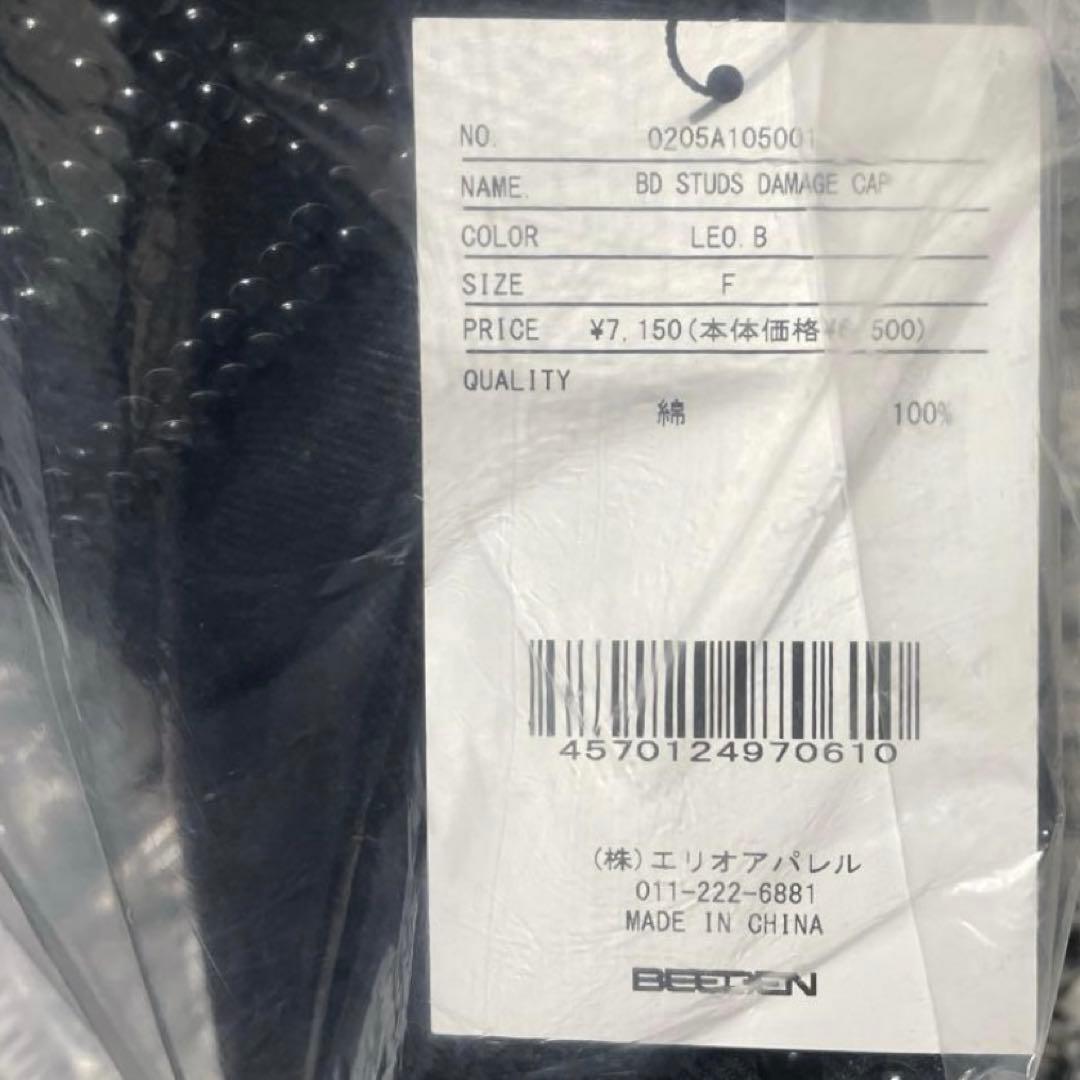 NO. 0205A105001
NAME. BD STUDS DAMAGE CAP
COLOR LEO.B
SIZE F
PRICE ¥7,150(本体価格¥6,500)
QUALITY
綿 100%
4570124970610
(株)エリオアパレル
011-222-6881
MADE IN CHINA